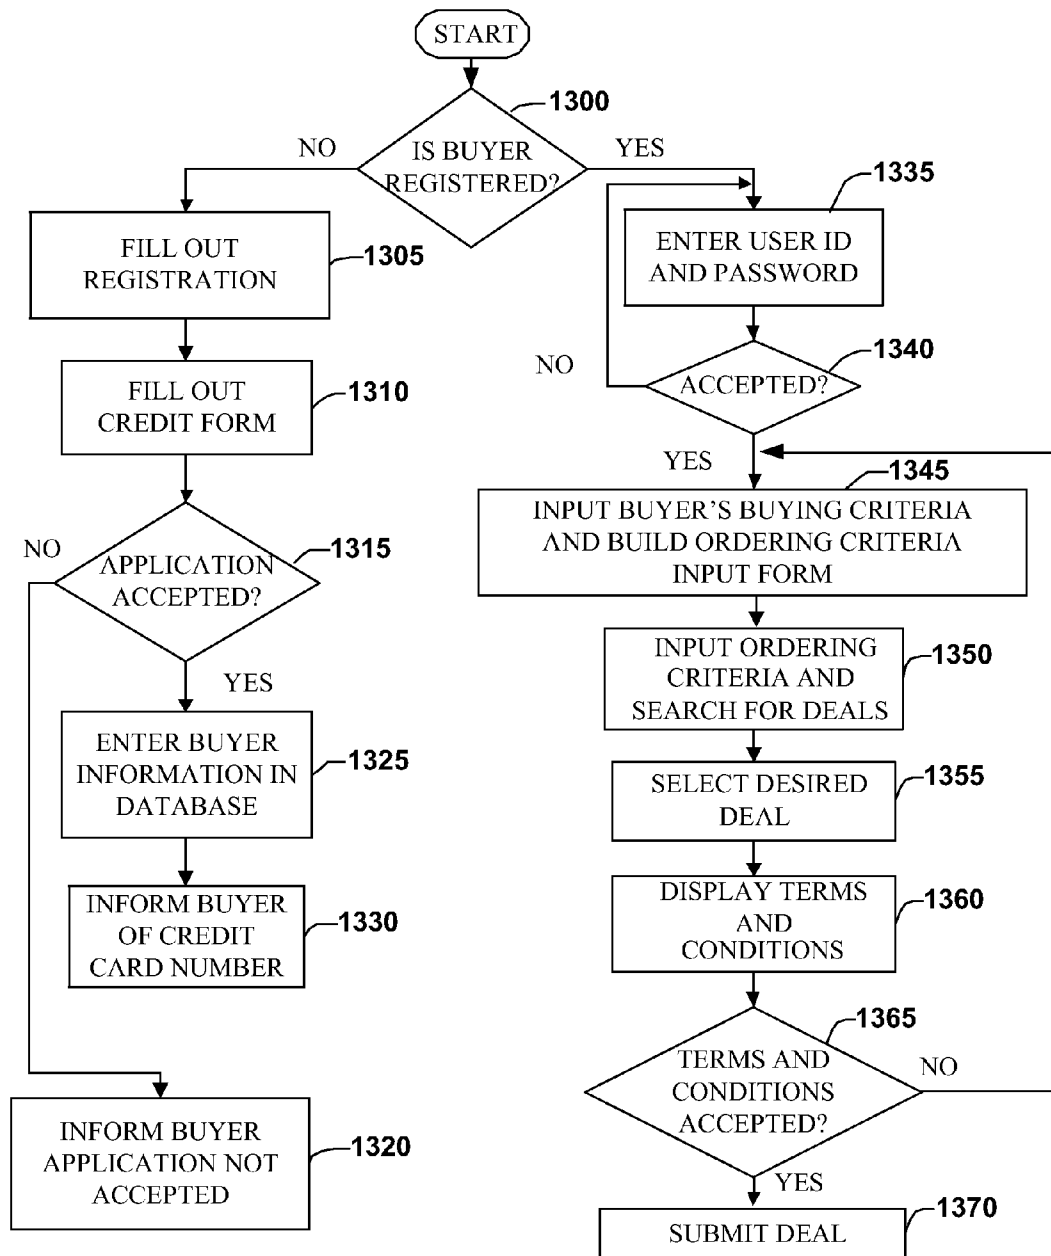 START
1300
NO
YES
IS BUYER
REGISTERED?
1335
FILL OUT
REGISTRATION
1305
ENTER USER ID
AND PASSWORD
1340
NO
ACCEPTED?
FILL OUT
CREDIT FORM
1310
YES
1345
INPUT BUYER'S BUYING CRITERIA
AND BUILD ORDERING CRITERIA
INPUT FORM
NO
1315
APPLICATION
ACCEPTED?
INPUT ORDERING
CRITERIA AND
SEARCH FOR DEALS
1350
YES
ENTER BUYER
INFORMATION IN
DATABASE
1325
SELECT DESIRED
DEAL
1355
INFORM BUYER
OF CREDIT
CARD NUMBER
1330
DISPLAY TERMS
AND
CONDITIONS
1360
1365
TERMS AND
CONDITIONS
ACCEPTED?
NO
INFORM BUYER
APPLICATION NOT
ACCEPTED
1320
YES
1370
SUBMIT DEAL